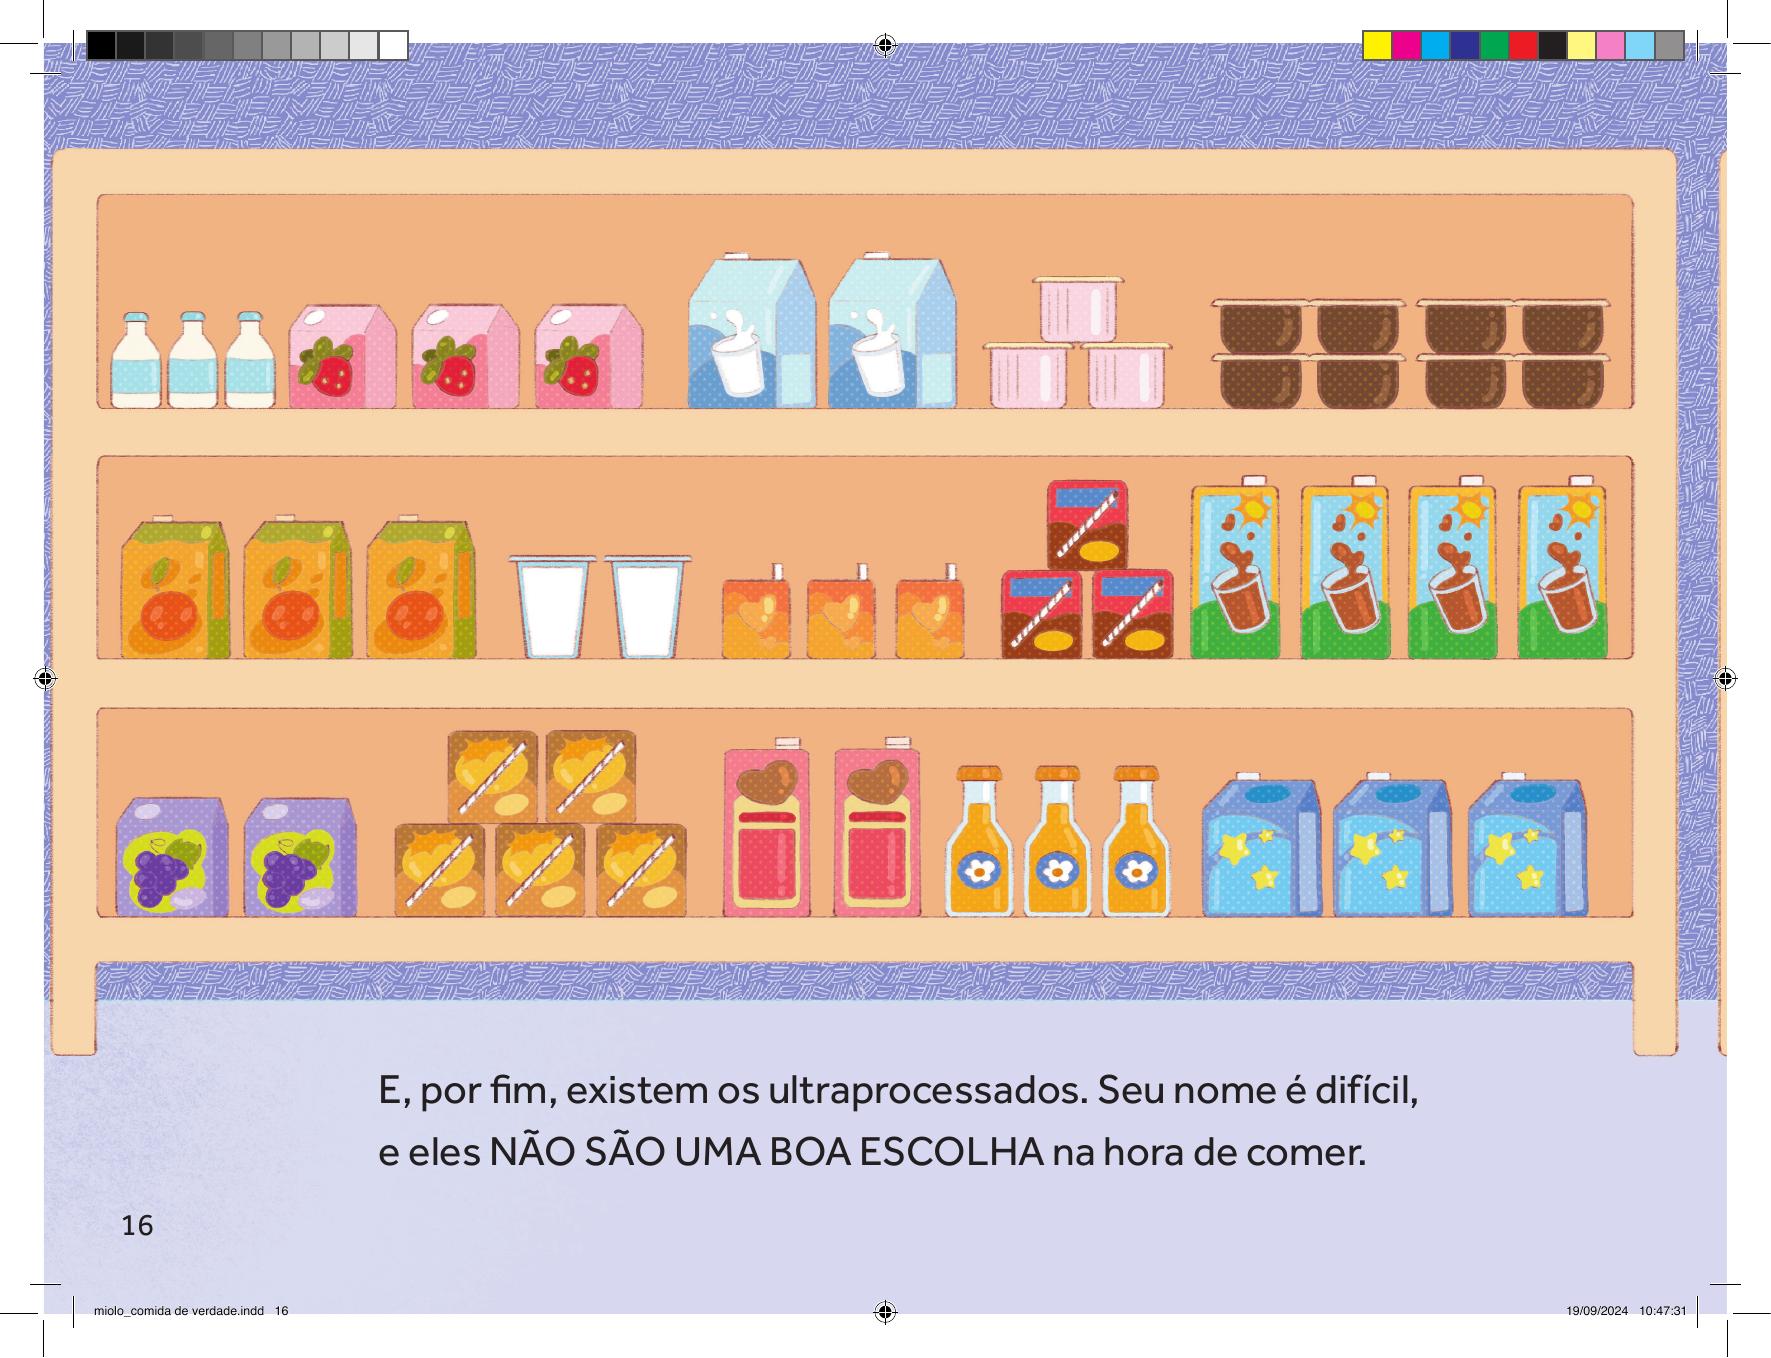 E, por fim, existem os ultraprocessados. Seu nome é difícil,
e eles NÃO SÃO UMA BOA ESCOLHA na hora de comer.
16
miolo_comida de verdade.indd 16
19/09/2024 10:47:31